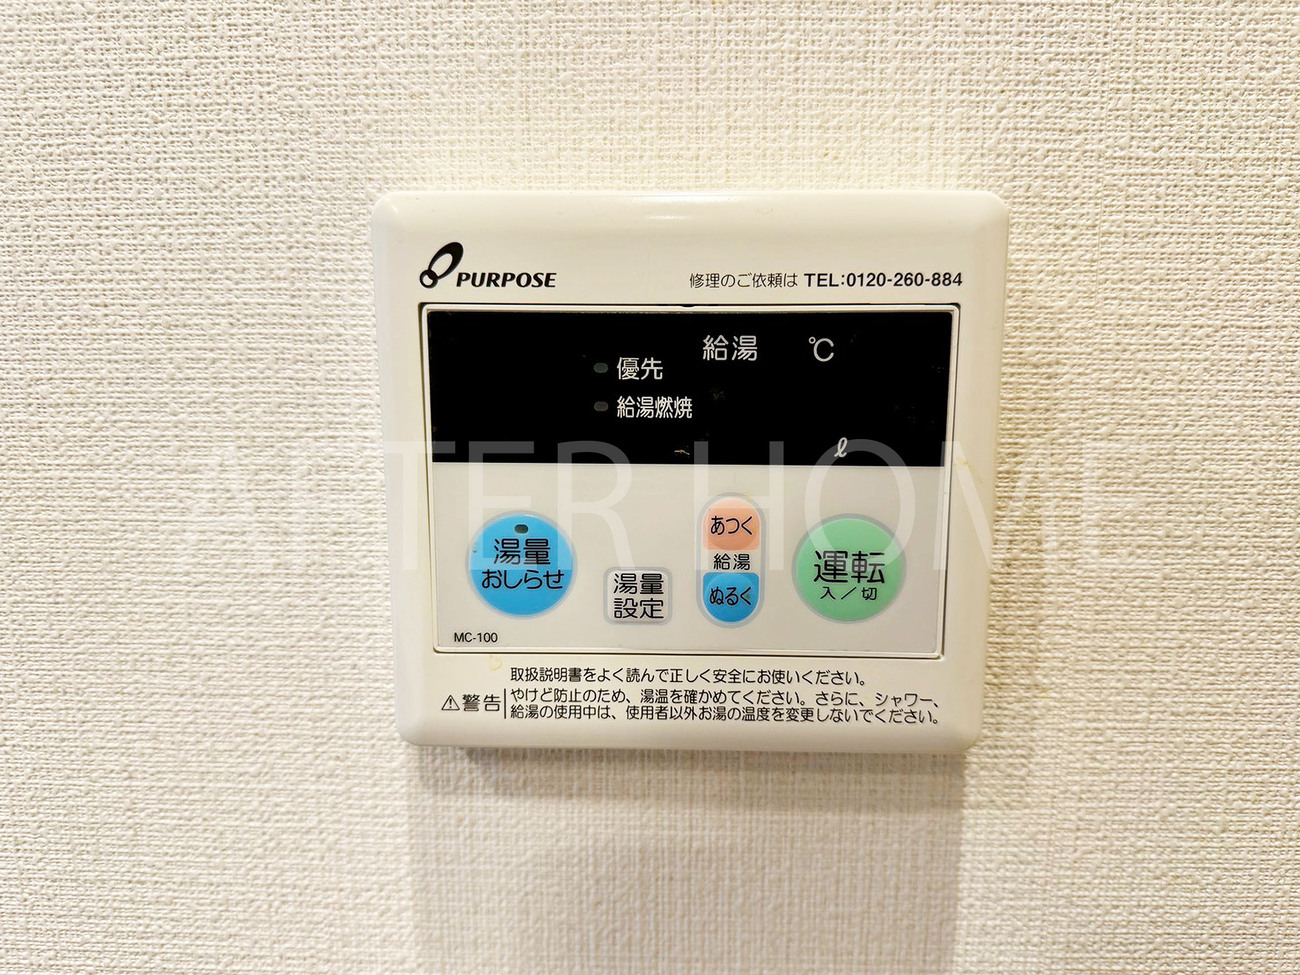 PURPOSE
修理のご依頼は TEL:0120-260-884
給湯 ℃
優先
給湯燃焼
ℓ
湯量
おしらせ
湯量
設定
あつく
給湯
ぬるく
運転
入/切
MC-100
取扱説明書をよく読んで正しく安全にお使いください。
⚠警告
やけど防止のため、湯温を確かめてください。さらに、シャワー、
給湯の使用中は、使用者以外お湯の温度を変更しないでください。
AFTER HOME